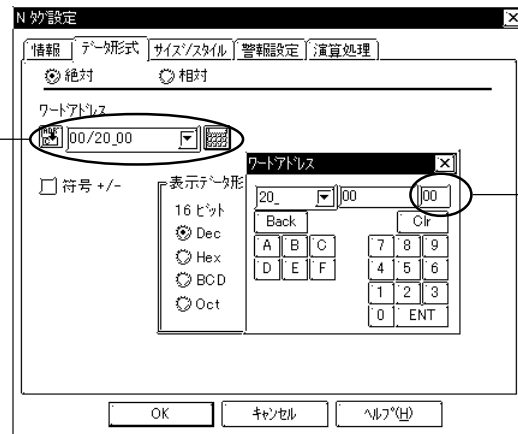 N ﾀｸﾞ設定
情報 ﾃﾞｰﾀ形式 ｻｲｽﾞ/ｽﾀｲﾙ 警報設定 演算処理
絶対 相対
ﾜｰﾄﾞｱﾄﾞﾚｽ
00/20_00
符号 +/-
表示ﾃﾞｰﾀ形
16 ﾋﾞｯﾄ
Dec
Hex
BCD
Oct
ﾜｰﾄﾞｱﾄﾞﾚｽ
20_ 00 00
Back Clr
A B C 7 8 9
D E F 4 5 6
1 2 3
0 ENT
OK ｷｬﾝｾﾙ ﾍﾙﾌﾟ(H)